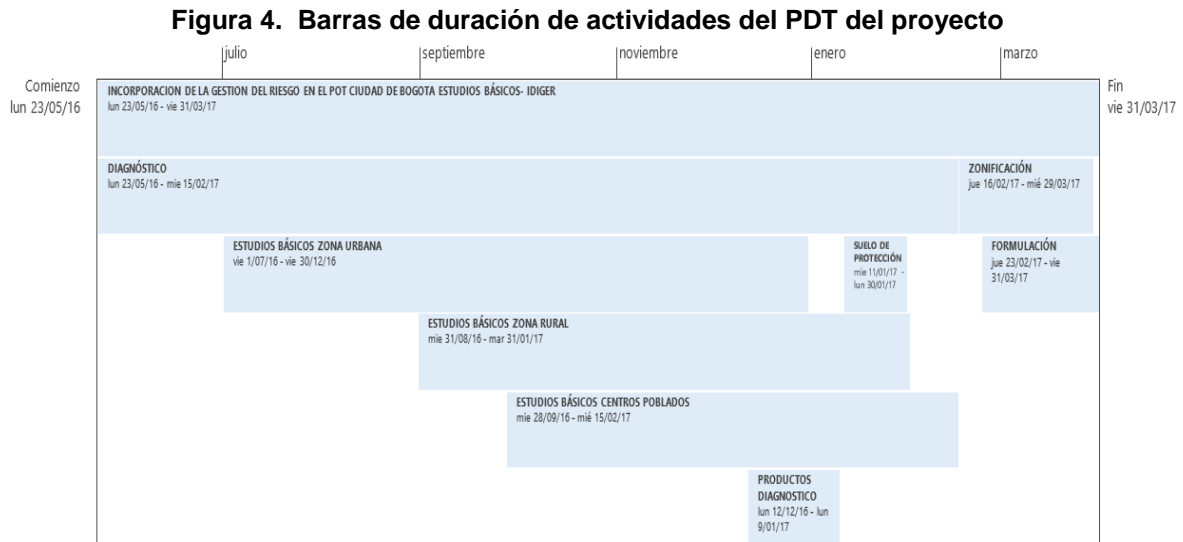 Figura 4. Barras de duración de actividades del PDT del proyecto
julio
septiembre
noviembre
enero
marzo
Comienzo
lun 23/05/16
Fin
vie 31/03/17
INCORPORACION DE LA GESTION DEL RIESGO EN EL POT CIUDAD DE BOGOTA ESTUDIOS BÁSICOS- IDIGER
lun 23/05/16 - vie 31/03/17
DIAGNÓSTICO
lun 23/05/16 - mie 15/02/17
ZONIFICACIÓN
jue 16/02/17 - mié 29/03/17
ESTUDIOS BÁSICOS ZONA URBANA
vie 1/07/16 - vie 30/12/16
SUELO DE
PROTECCIÓN
mie 11/01/17 -
lun 30/01/17
FORMULACIÓN
jue 23/02/17 - vie
31/03/17
ESTUDIOS BÁSICOS ZONA RURAL
mie 31/08/16 - mar 31/01/17
ESTUDIOS BÁSICOS CENTROS POBLADOS
mie 28/09/16 - mié 15/02/17
PRODUCTOS
DIAGNOSTICO
lun 12/12/16 - lun
9/01/17